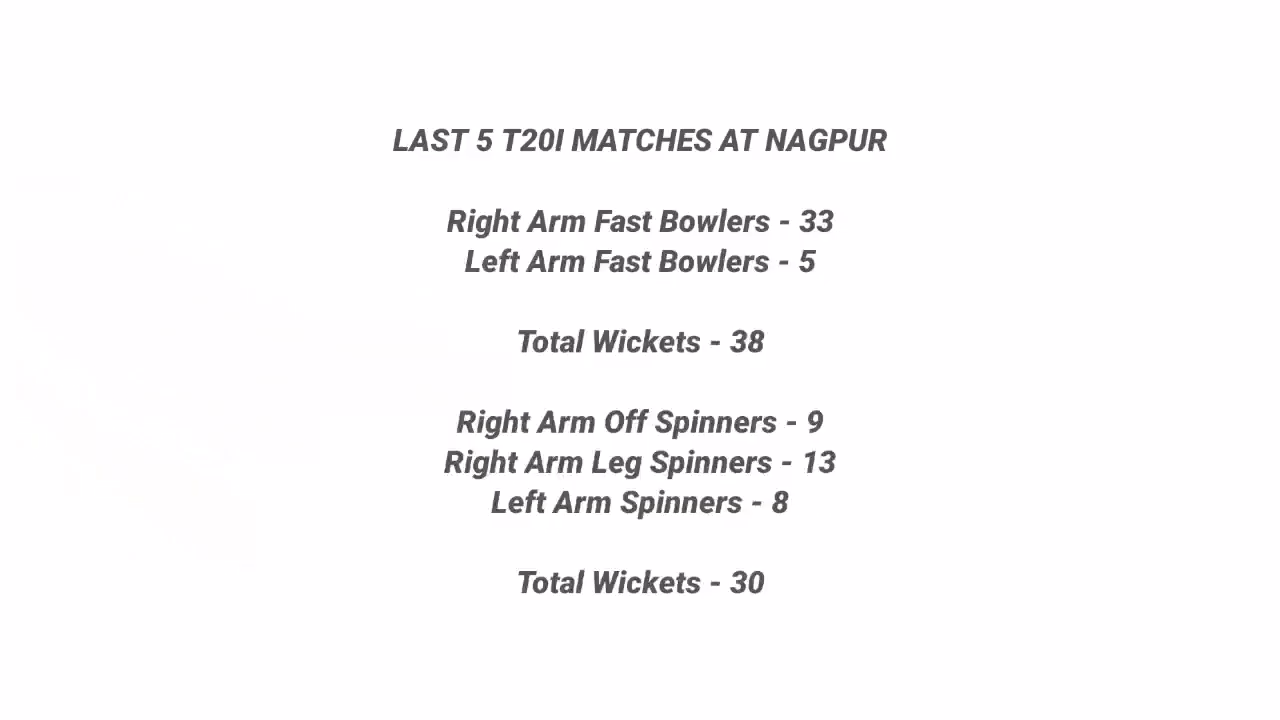 LAST 5 T20I MATCHES AT NAGPUR
Right Arm Fast Bowlers - 33
Left Arm Fast Bowlers - 5
Total Wickets - 38
Right Arm Off Spinners - 9
Right Arm Leg Spinners - 13
Left Arm Spinners - 8
Total Wickets - 30